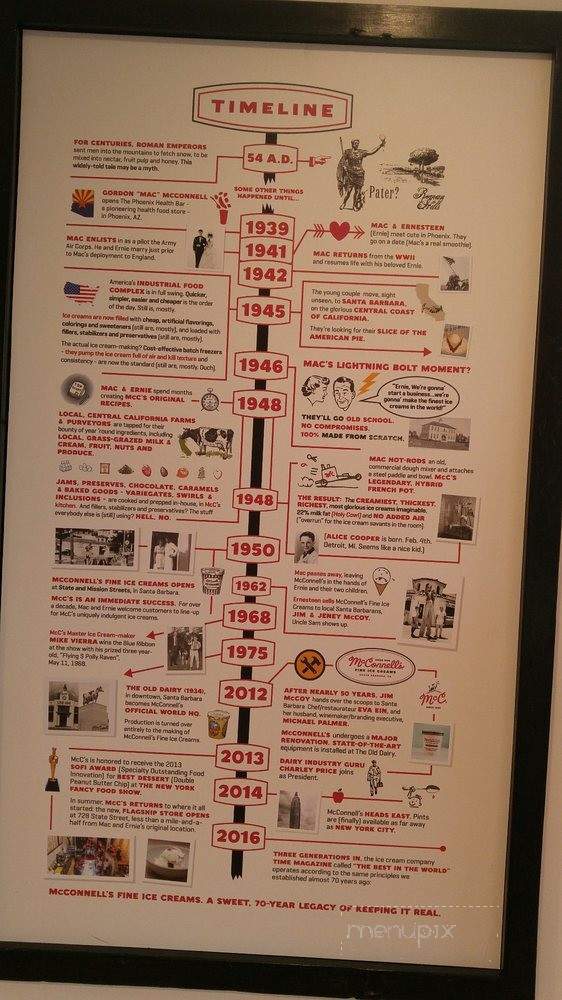 TIMELINE
FOR CENTURIES, ROMAN EMPERORS
sent men into the mountains to fetch snow, to be
mixed into nectar, fruit pulp and honey. This
widely-told tale may be a myth.
54 A.D.
Pater?
SOME OTHER THINGS
HAPPENED UNTIL...
GORDON "MAC" MCCONNELL
opens The Phoenix Health Bar -
a pioneering health food store -
in Phoenix, AZ.
1939
MAC & ERNESTEEN
(Ernie) meet cute in Phoenix. They
go on a date (Mac's a real smoothie).
MAC ENLISTS in as a pilot the Army
Air Corps. He and Ernie marry just prior
to Mac's deployment to England.
1941
MAC RETURNS from the WWII
and resumes life with his beloved Ernie.
1942
America's INDUSTRIAL FOOD
COMPLEX is in full swing. Quicker,
simpler, easier and cheaper is the order
of the day. Still is, mostly.
Ice creams are now filled with cheap, artificial flavorings,
colorings and sweeteners (still are, mostly), and loaded with
fillers, stabilizers and preservatives (still are, mostly).
The actual ice cream-making? Cost-effective batch freezers
- they pump the ice cream full of air and kill texture and
consistency - are now the standard (still are, mostly. Duh).
1945
The young couple move, sight
unseen, to SANTA BARBARA,
on the glorious CENTRAL COAST
OF CALIFORNIA.
They're looking for their SLICE OF THE
AMERICAN PIE.
1946
MAC'S LIGHTNING BOLT MOMENT?
"Ernie, We're gonna'
start a business...we're
gonna' make the finest ice
creams in the world!"
THEY'LL GO OLD SCHOOL.
NO COMPROMISES.
100% MADE FROM SCRATCH.
MAC & ERNIE spend months
creating MCC'S ORIGINAL
RECIPES.
1948
LOCAL, CENTRAL CALIFORNIA FARMS
& PURVEYORS are tapped for their
bounty of year 'round ingredients, including
LOCAL, GRASS-GRAZED MILK &
CREAM, FRUIT, NUTS AND
PRODUCE.
JAMS, PRESERVES, CHOCOLATE, CARAMELS
& BAKED GOODS - VARIEGATES, SWIRLS &
INCLUSIONS - are cooked and prepped in-house, in McC's
kitchen. And fillers, stabilizers and preservatives? The stuff
everybody else is (still) using? HELL. NO.
1948
MAC HOT-RODS an old,
commercial dough mixer and attaches
a steel paddle and bowl. McC's
LEGENDARY, HYBRID
FRENCH POT.
THE RESULT: The CREAMIEST, THICKEST,
RICHEST, most glorious ice creams imaginable.
22% milk fat (Holy Cow!) and NO ADDED AIR
("overrun" for the ice cream savants in the room)
1950
(ALICE COOPER is born. Feb. 4th.
Detroit, MI. Seems like a nice kid.)
MCCONNELL'S FINE ICE CREAMS OPENS
at State and Mission Streets, in Santa Barbara.
McC'S IS AN IMMEDIATE SUCCESS. For over
a decade, Mac and Ernie welcome customers to line-up
for McC's uniquely indulgent ice creams.
1962
Mac passes away, leaving
McConnell's in the hands of
Ernie and their two children.
Ernesteen sells McConnell's Fine Ice
Creams to local Santa Barbarans,
JIM & JENEY MCCOY.
Uncle Sam shows up.
1968
McC's Master Ice Cream-maker
MIKE VIERRA wins the Blue Ribbon
at the show with his prized three year-
old, "Flying S Polly Raven",
May 11, 1968.
1975
McConnell's
FINE ICE CREAMS
THE OLD DAIRY (1934),
in downtown, Santa Barbara
becomes McConnell's
OFFICIAL WORLD HQ.
Production is turned over
entirely to the making of
McConnell's Fine Ice Creams.
2012
AFTER NEARLY 50 YEARS, JIM
MCCOY hands over the scoops to Santa
Barbara Chef/restaurateur EVA EIN, and
her husband, winemaker/branding executive,
MICHAEL PALMER.
McC.
MCCONNELL'S undergoes a MAJOR
RENOVATION. STATE-OF-THE-ART
equipment is installed at The Old Dairy.
2013
DAIRY INDUSTRY GURU
CHARLEY PRICE joins
as President.
McC's is honored to receive the 2013
SOFI AWARD (Specialty Outstanding Food
Innovation) for BEST DESSERT (Double
Peanut Butter Chip) at THE NEW YORK
FANCY FOOD SHOW.
2014
McConnell's HEADS EAST. Pints
are (finally) available as far away
as NEW YORK CITY.
In summer, McC'S RETURNS to where it all
started: the new, FLAGSHIP STORE OPENS
at 728 State Street, less than a mile-and-a-
half from Mac and Ernie's original location.
2016
THREE GENERATIONS IN, the ice cream company
TIME MAGAZINE called "THE BEST IN THE WORLD"
operates according to the same principles we
established almost 70 years ago:
MCCONNELL'S FINE ICE CREAMS. A SWEET, 70-YEAR LEGACY OF KEEPING IT REAL.
menupix